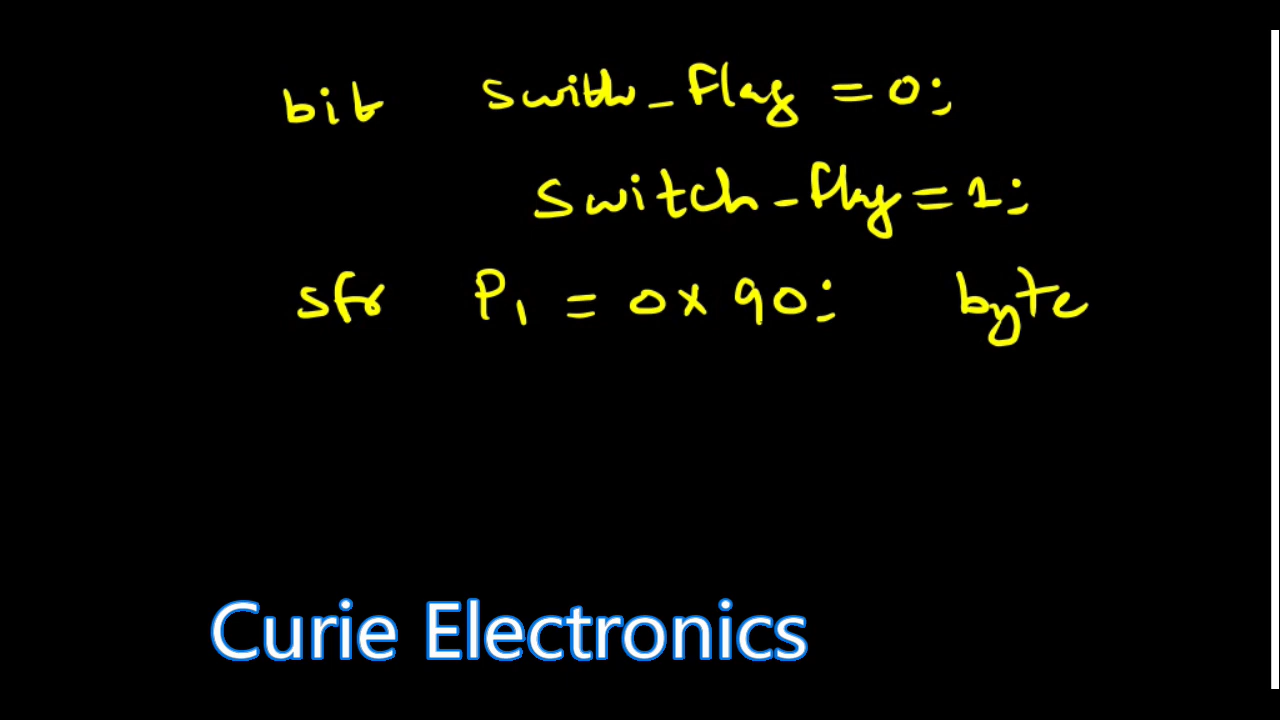 bit switch_flag = 0;
switch_flag = 1;
sfr P1 = 0x90; byte
Curie Electronics